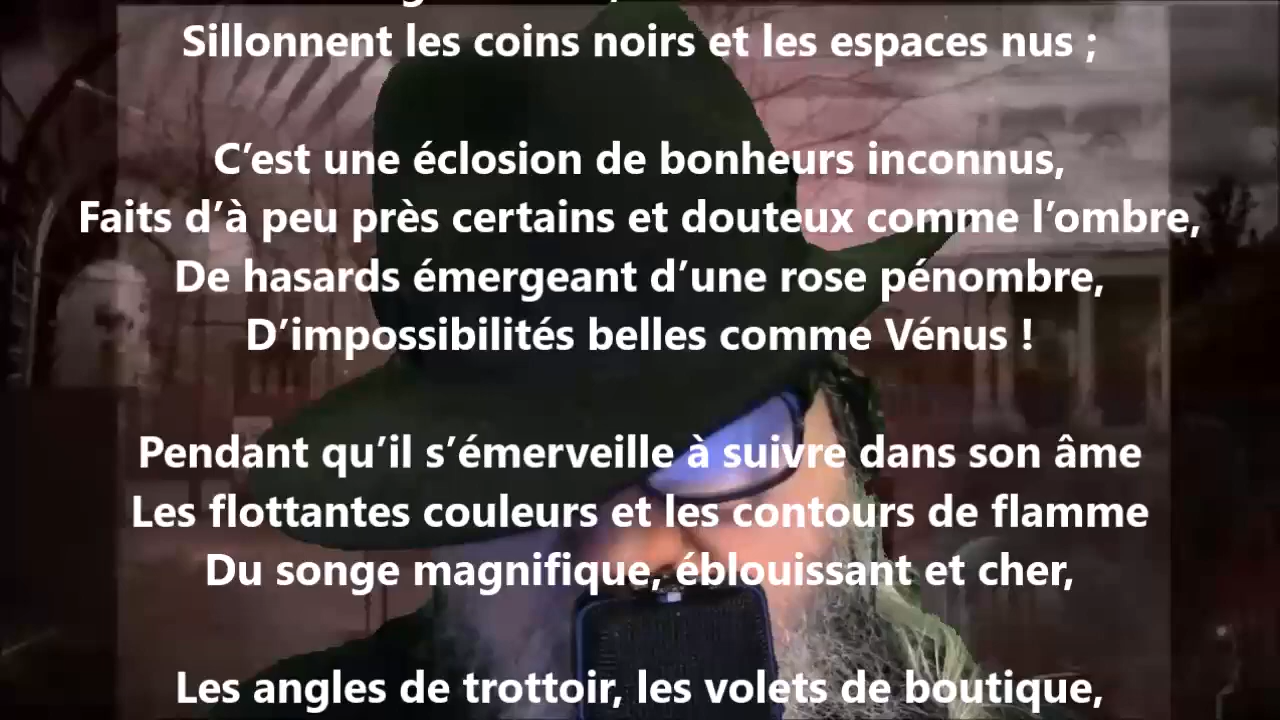 Sillonnent les coins noirs et les espaces nus ;
C’est une éclosion de bonheurs inconnus,
Faits d’à peu près certains et douteux comme l’ombre,
De hasards émergeant d’une rose pénombre,
D’impossibilités belles comme Vénus !
Pendant qu’il s’émerveille à suivre dans son âme
Les flottantes couleurs et les contours de flamme
Du songe magnifique, éblouissant et cher,
Les angles de trottoir, les volets de boutique,